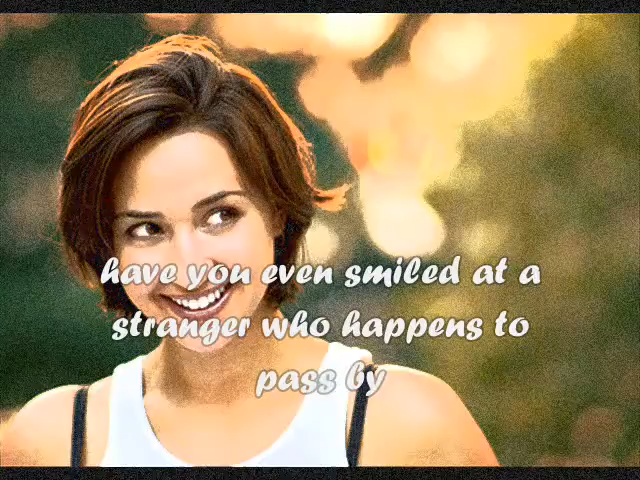 have you even smiled at a
stranger who happens to
pass by